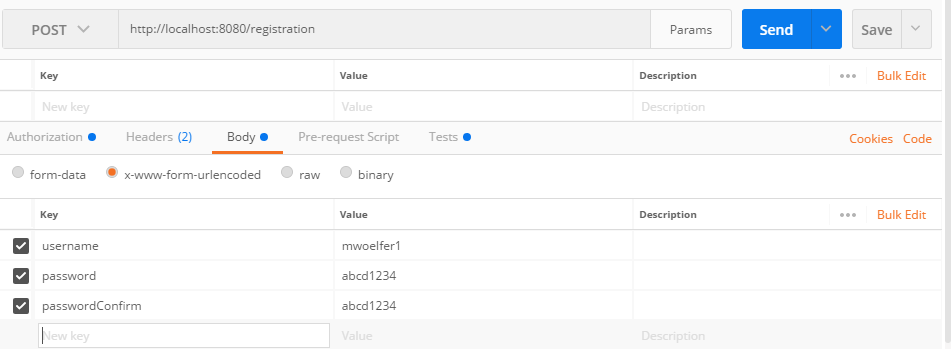 POST http://localhost:8080/registration Params Send Save
Key Value Description ••• Bulk Edit
New key Value Description
Authorization Headers (2) Body Pre-request Script Tests Cookies Code
form-data x-www-form-urlencoded raw binary
Key Value Description ••• Bulk Edit
username mwoelfer1
password abcd1234
passwordConfirm abcd1234
New key Value Description